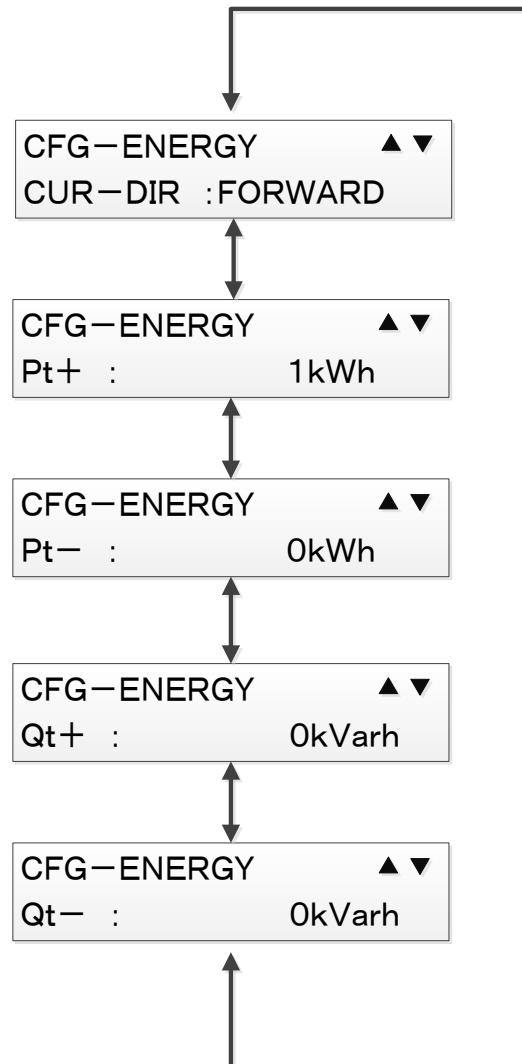 CFG-ENERGY ▲ ▼
CUR-DIR :FORWARD
CFG-ENERGY ▲ ▼
Pt+ : 1kWh
CFG-ENERGY ▲ ▼
Pt- : 0kWh
CFG-ENERGY ▲ ▼
Qt+ : 0kVarh
CFG-ENERGY ▲ ▼
Qt- : 0kVarh